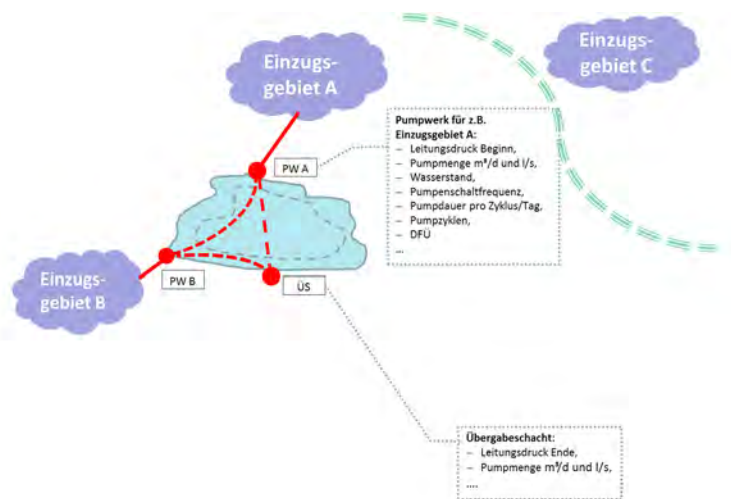 Einzugs-
gebiet A
Einzugs-
gebiet C
Pumpwerk für z.B.
Einzugsgebiet A:
– Leitungsdruck Beginn,
– Pumpmenge m³/d und l/s,
– Wasserstand,
– Pumpenschaltfrequenz,
– Pumpdauer pro Zyklus/Tag,
– Pumpzyklen,
– DFÜ
...
PW A
PW B
ÜS
Einzugs-
gebiet B
Übergabeschacht:
– Leitungsdruck Ende,
– Pumpmenge m³/d und l/s,
....